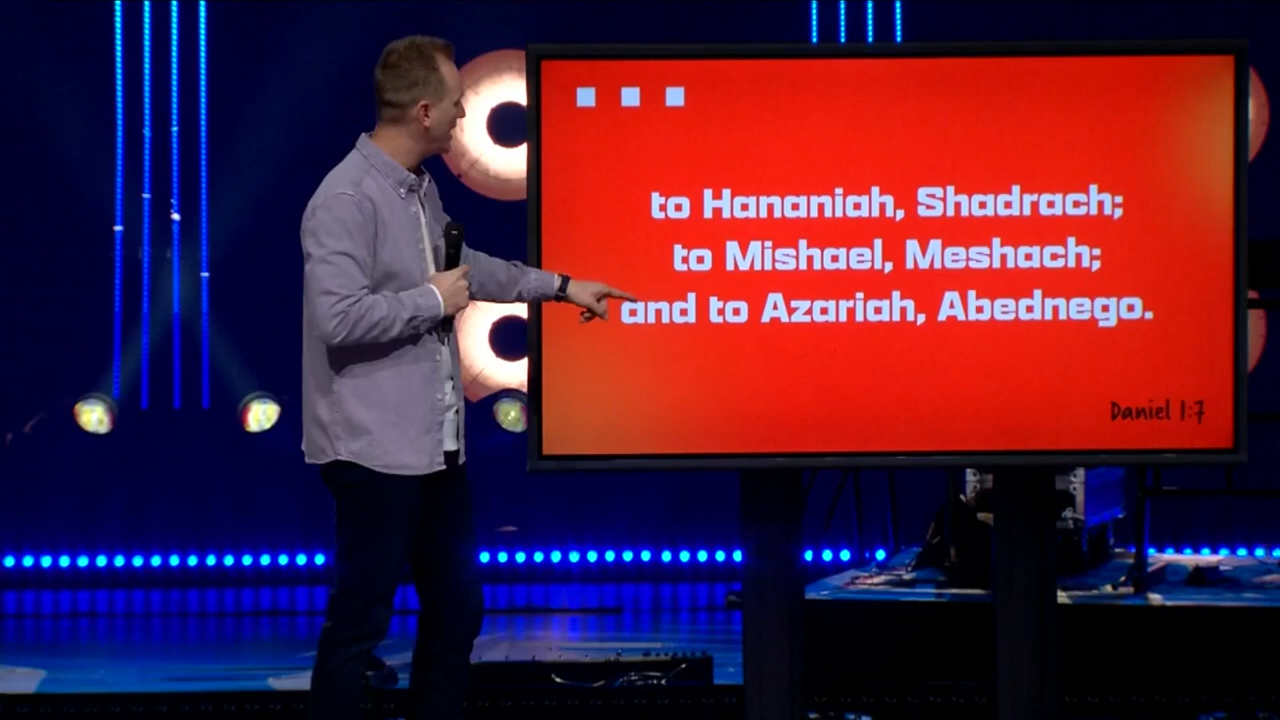 to Hananiah, Shadrach;
to Mishael, Meshach;
and to Azariah, Abednego.
Daniel 1:7